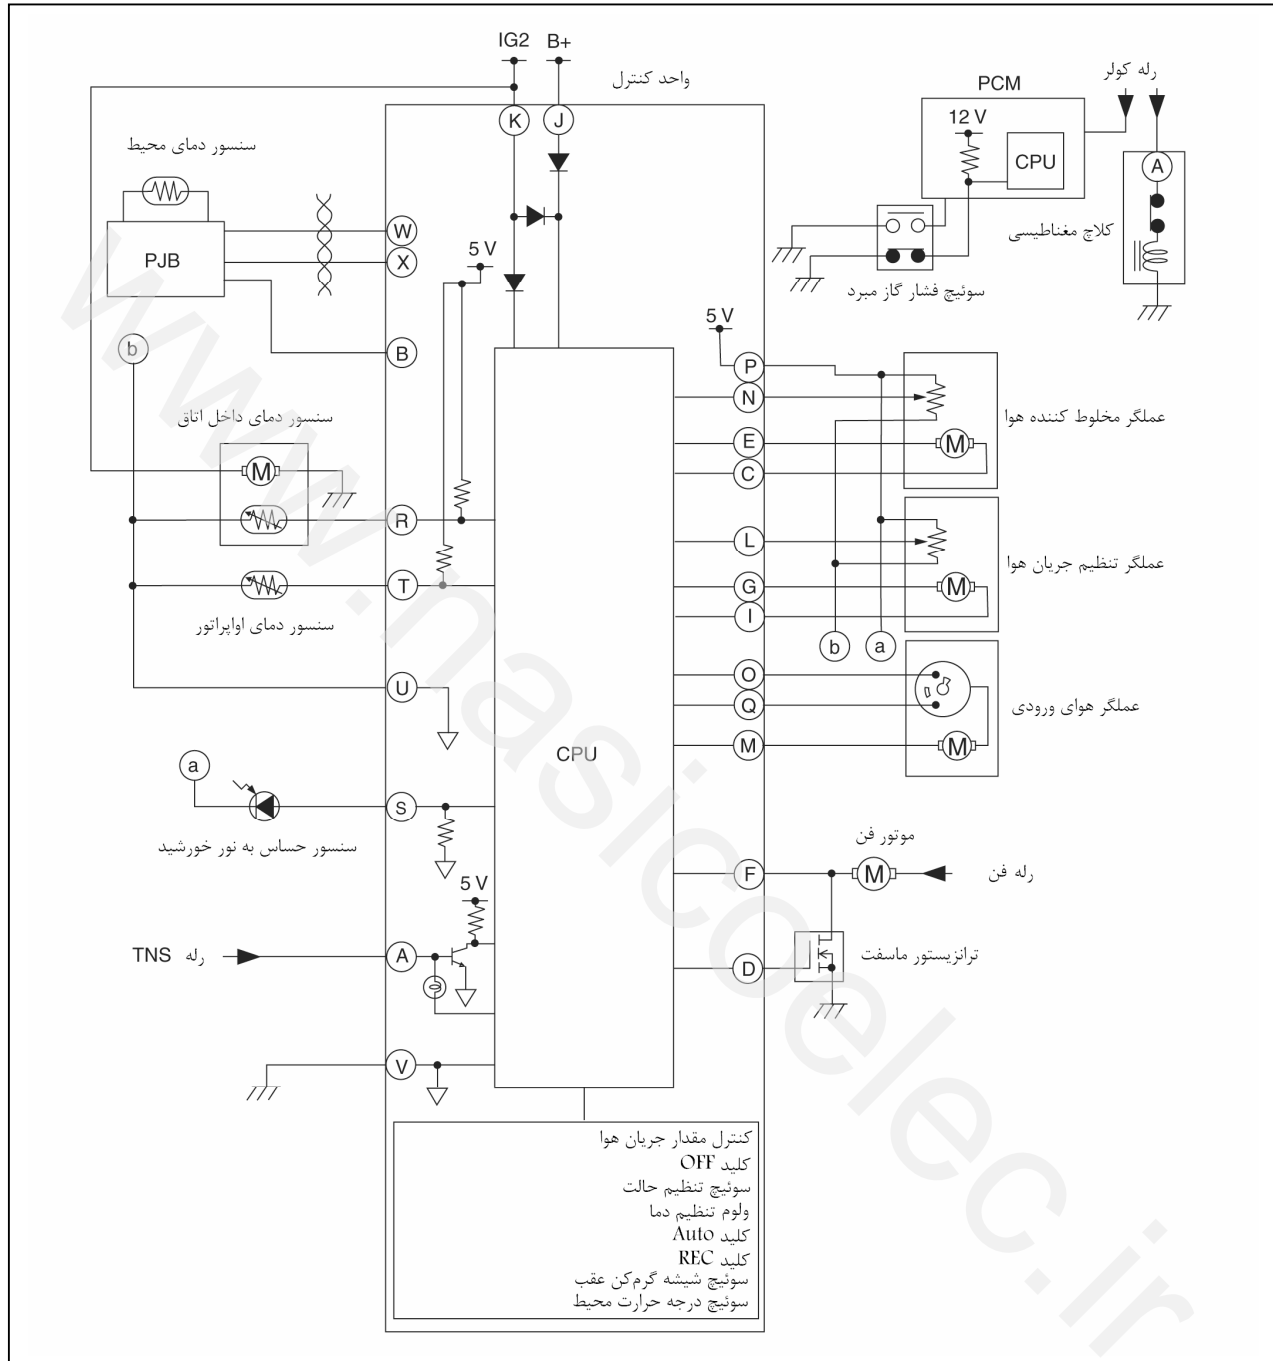 IG2 B+
واحد کنترل
رله کولر
PCM
12 V
CPU
A
K J
سنسور دمای محیط
PJB
W
X
B
5 V
کلاچ مغناطیسی
سوئیچ فشار گاز مبرد
5 V
b
P
N
E
C
M
عملگر مخلوط کننده هوا
سنسور دمای داخل اتاق
M
R
T
سنسور دمای اواپراتور
L
G
I
M
عملگر تنظیم جریان هوا
b a
U
O
Q
M
M
عملگر هوای ورودی
CPU
a
S
سنسور حساس به نور خورشید
موتور فن
F
M
رله فن
5 V
رله TNS
A
D
ترانزیستور ماسفت
V
کنترل مقدار جریان هوا
کلید OFF
سوئیچ تنظیم حالت
ولوم تنظیم دما
کلید Auto
کلید REC
سوئیچ شیشه گرم‌کن عقب
سوئیچ درجه حرارت محیط
www.nasicoelec.ir